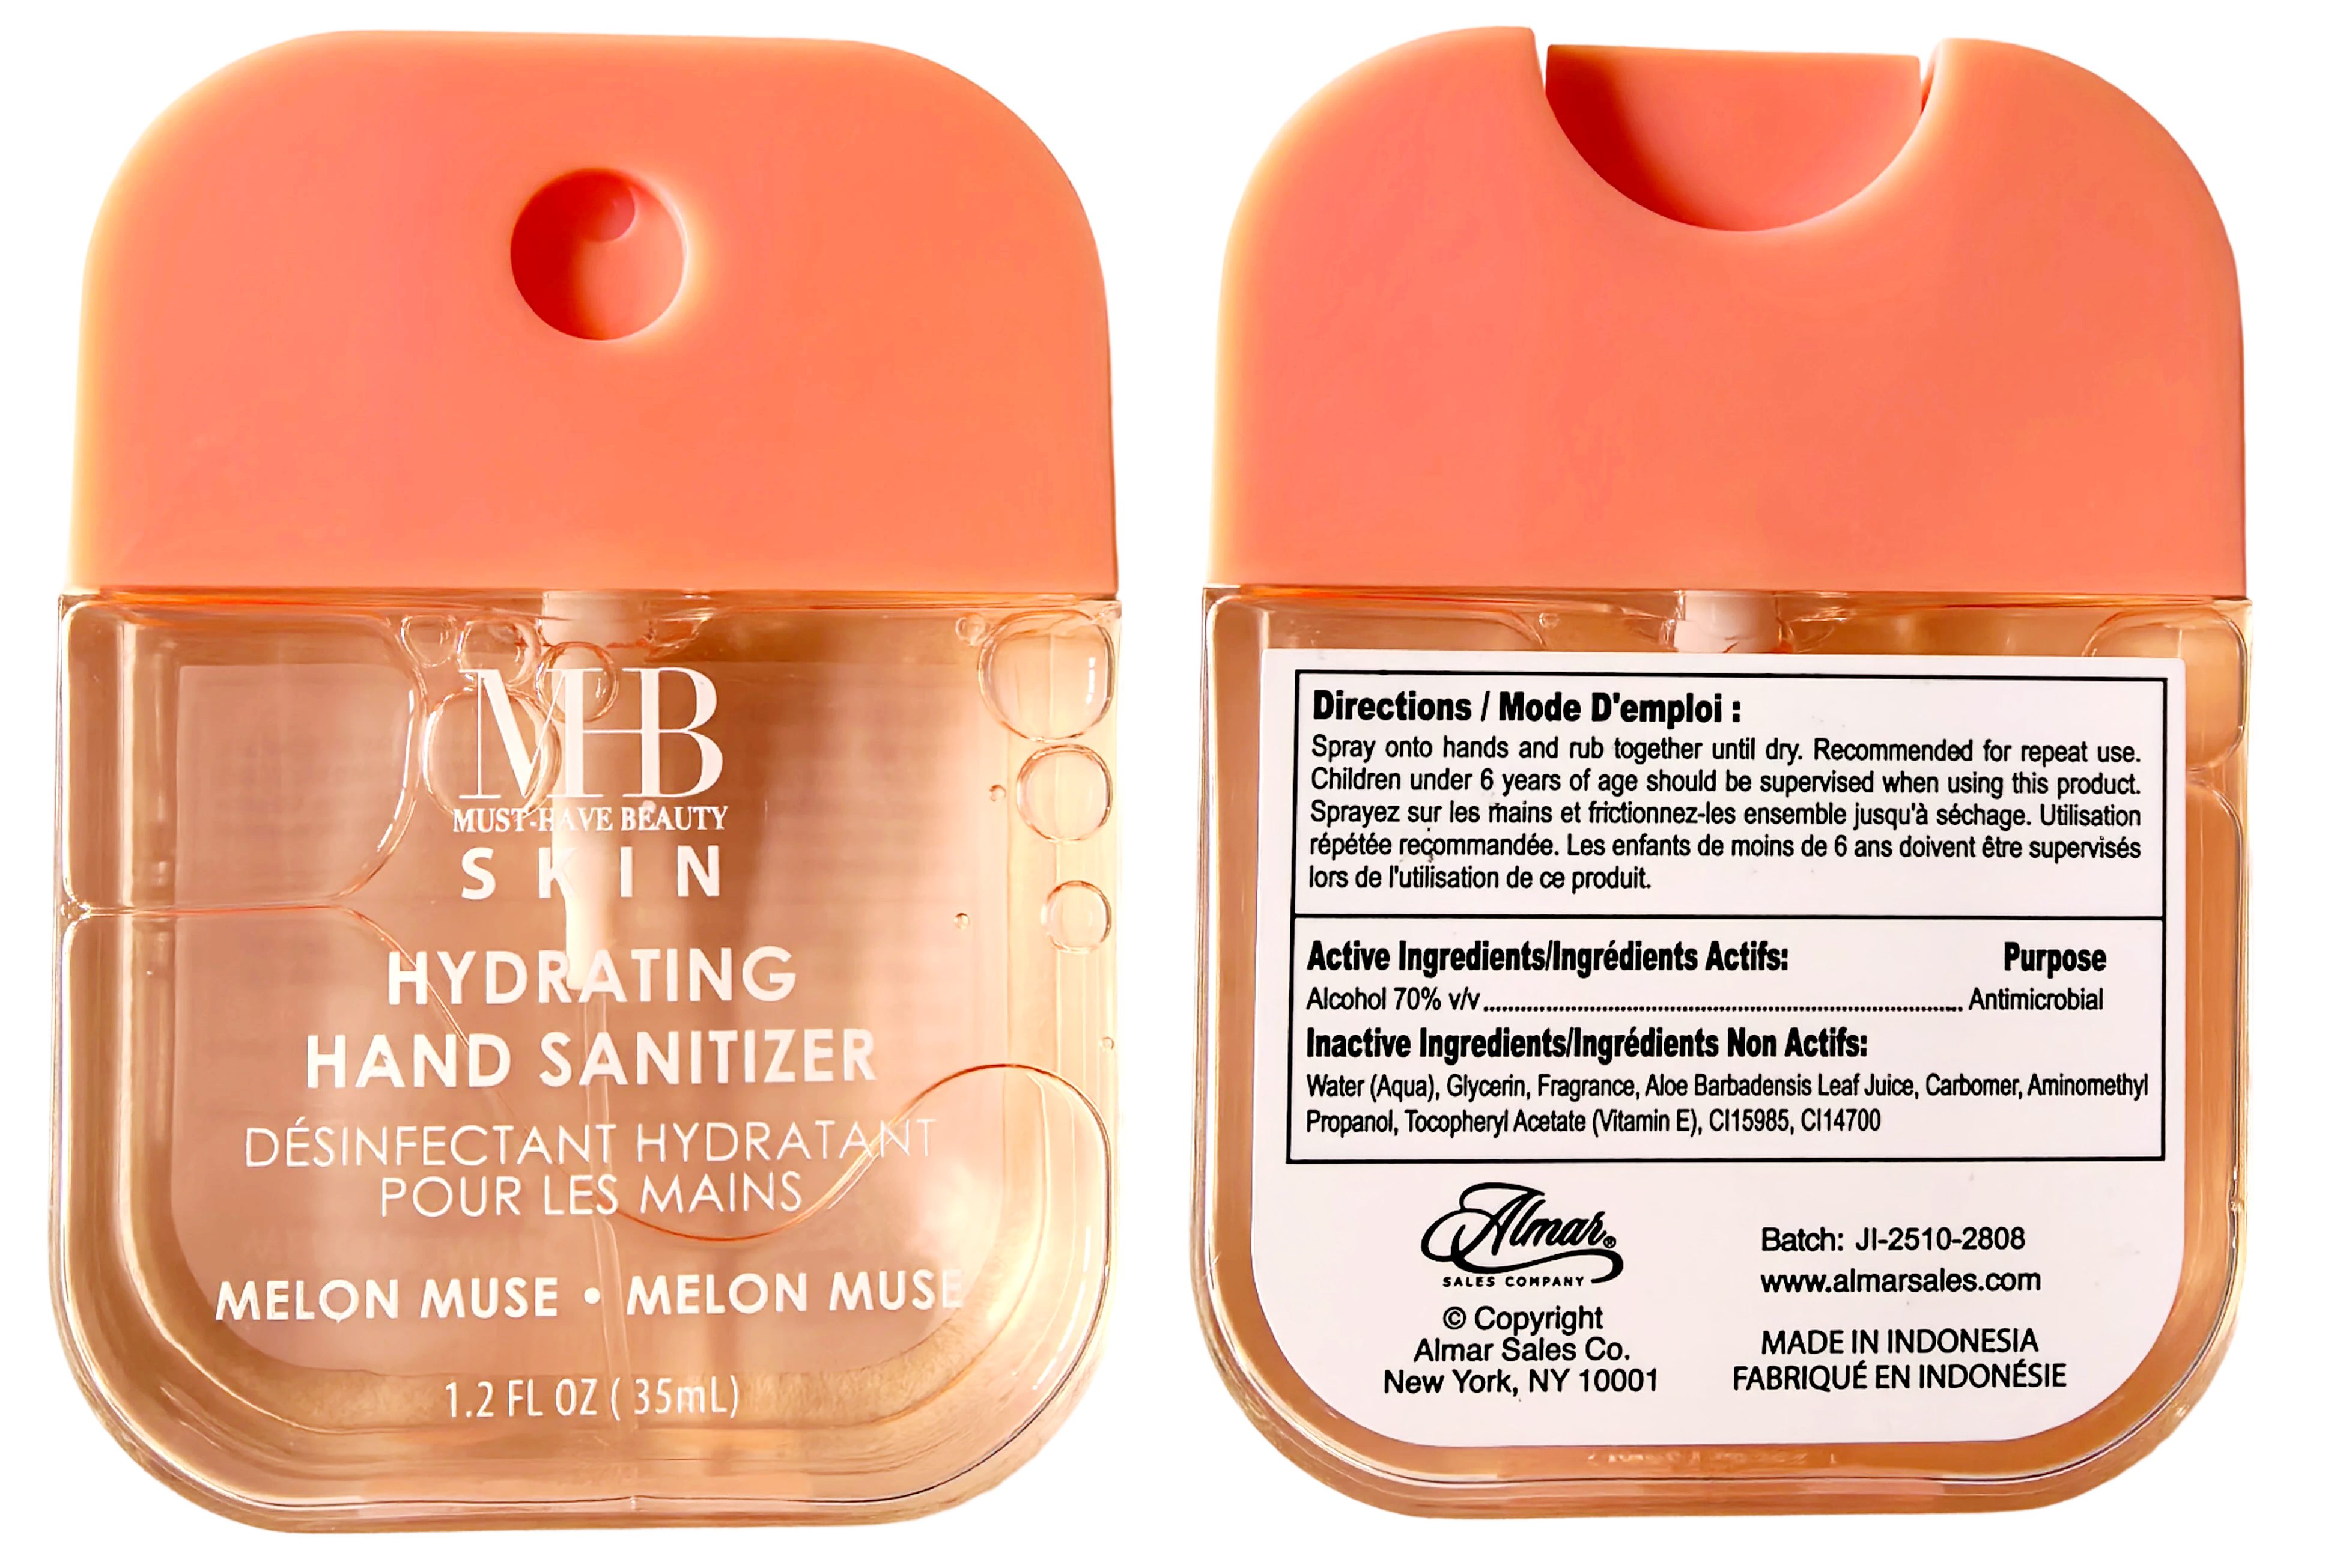 MHB
MUST-HAVE BEAUTY
SKIN
HYDRATING
HAND SANITIZER
DÉSINFECTANT HYDRATANT
POUR LES MAINS
MELON MUSE • MELON MUSE
1.2 FL OZ ( 35mL)
Directions / Mode D'emploi :
Spray onto hands and rub together until dry. Recommended for repeat use.
Children under 6 years of age should be supervised when using this product.
Sprayez sur les mains et frictionnez-les ensemble jusqu'à séchage. Utilisation
répétée recommandée. Les enfants de moins de 6 ans doivent être supervisés
lors de l'utilisation de ce produit.
Active Ingredients/Ingrédients Actifs: Purpose
Alcohol 70% v/v........................................ Antimicrobial
Inactive Ingredients/Ingrédients Non Actifs:
Water (Aqua), Glycerin, Fragrance, Aloe Barbadensis Leaf Juice, Carbomer, Aminomethyl
Propanol, Tocopheryl Acetate (Vitamin E), CI15985, CI14700
Almar®
SALES COMPANY
© Copyright
Almar Sales Co.
New York, NY 10001
Batch: JI-2510-2808
www.almarsales.com
MADE IN INDONESIA
FABRIQUÉ EN INDONÉSIE